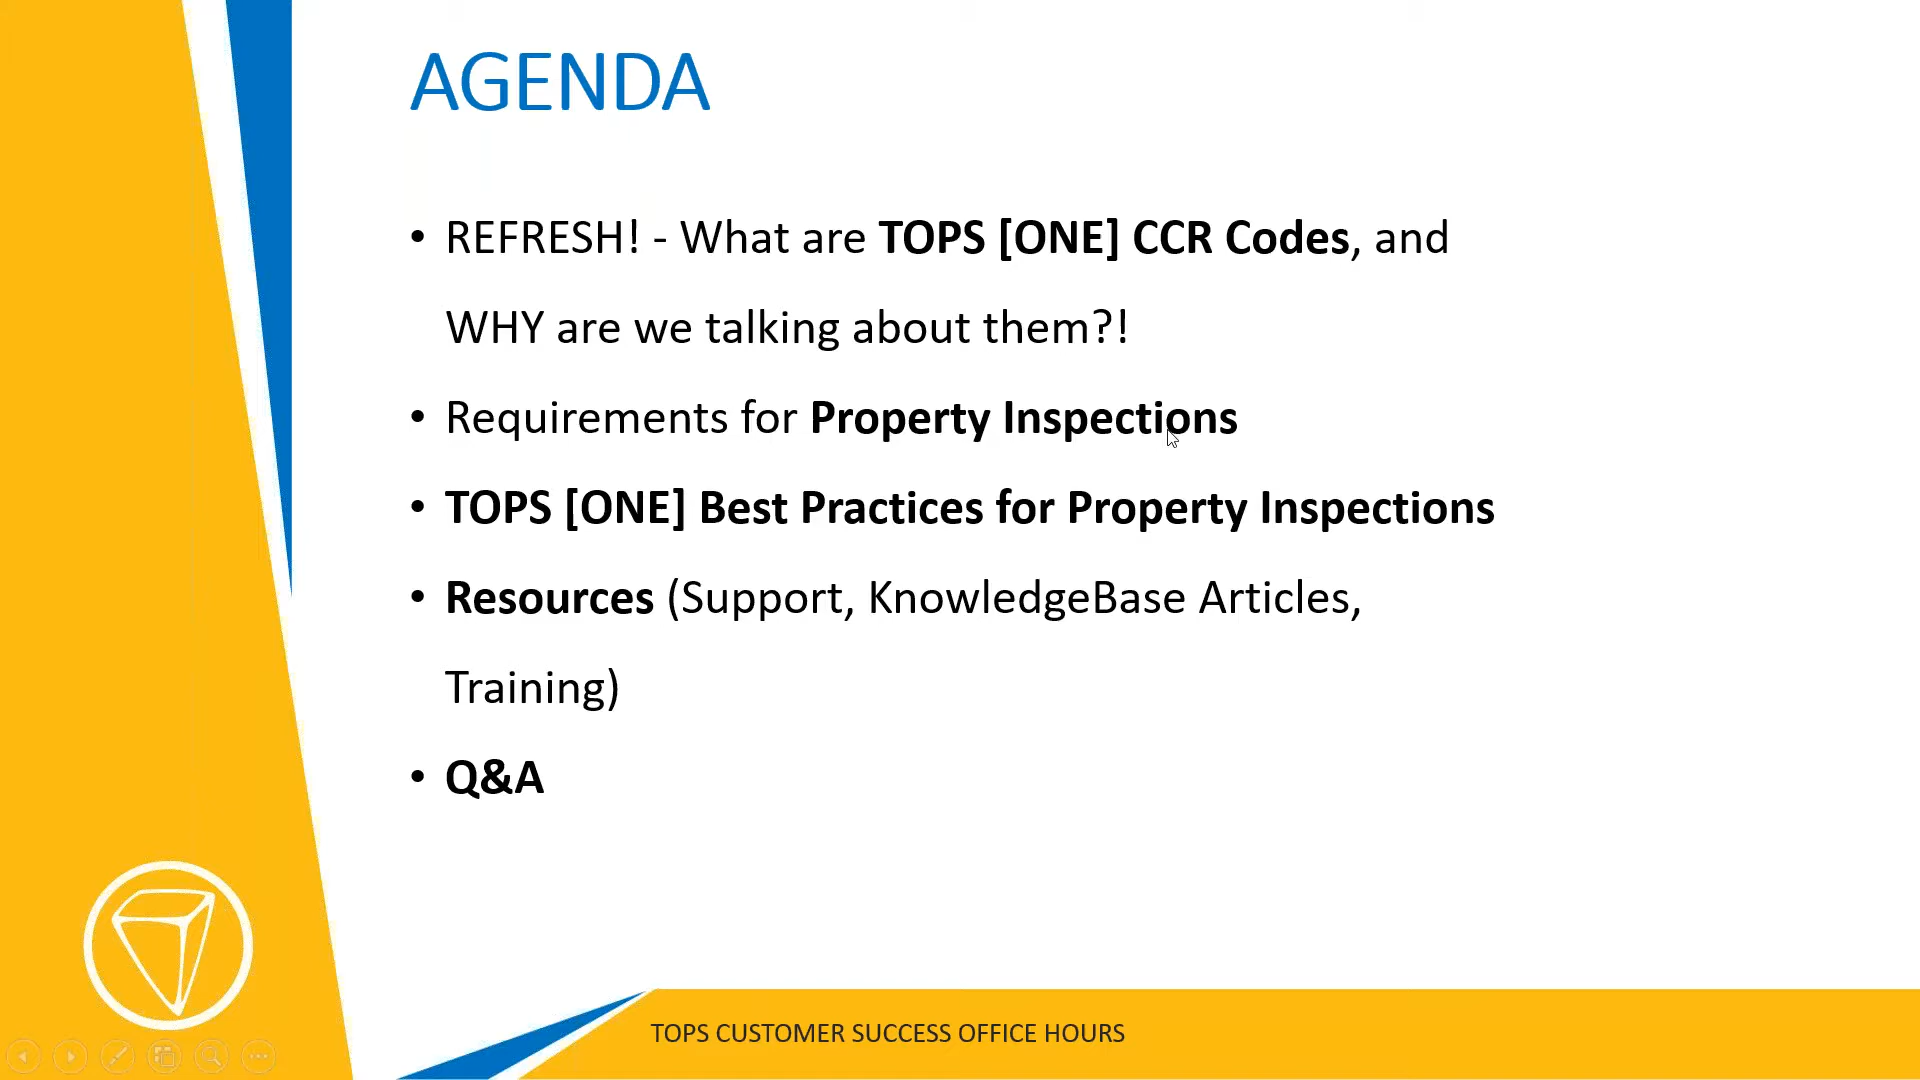 AGENDA
• REFRESH! - What are TOPS [ONE] CCR Codes, and
WHY are we talking about them?!
• Requirements for Property Inspections
• TOPS [ONE] Best Practices for Property Inspections
• Resources (Support, KnowledgeBase Articles,
Training)
• Q&A
TOPS CUSTOMER SUCCESS OFFICE HOURS